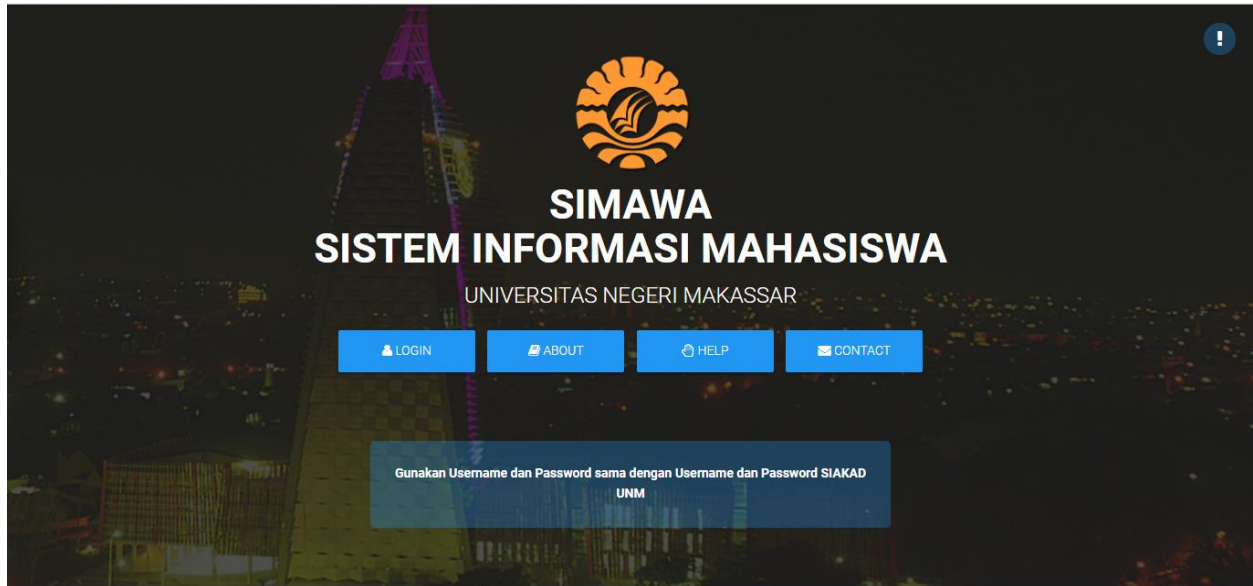 !
SIMAWA
SISTEM INFORMASI MAHASISWA
UNIVERSITAS NEGERI MAKASSAR
LOGIN
ABOUT
HELP
CONTACT
Gunakan Username dan Password sama dengan Username dan Password SIAKAD
UNM